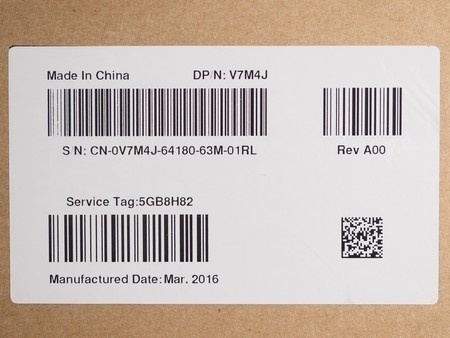 Made In China DP/N: V7M4J
S/N: CN-0V7M4J-64180-63M-01RL
Rev A00
Service Tag:5GB8H82
Manufactured Date: Mar. 2016